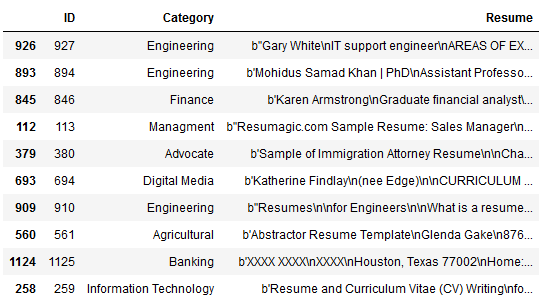 ID Category Resume
926 927 Engineering b"Gary White\nIT support engineer\nAREAS OF EX...
893 894 Engineering b'Mohidus Samad Khan | PhD\nAssistant Professo...
845 846 Finance b'Karen Armstrong\nGraduate financial analyst\...
112 113 Managment b"Resumagic.com Sample Resume: Sales Manager\n...
379 380 Advocate b'Sample of Immigration Attorney Resume\n\nCha...
693 694 Digital Media b'Katherine Findlay\n(nee Edge)\n\nCURRICULUM ...
909 910 Engineering b"Resumes\n\nfor Engineers\n\nWhat is a resume...
560 561 Agricultural b'Abstractor Resume Template\nGlenda Gake\n876...
1124 1125 Banking b'XXXX XXXX\nXXXX\nHouston, Texas 77002\nHome:...
258 259 Information Technology b'Resume and Curriculum Vitae (CV) Writing\nfo...